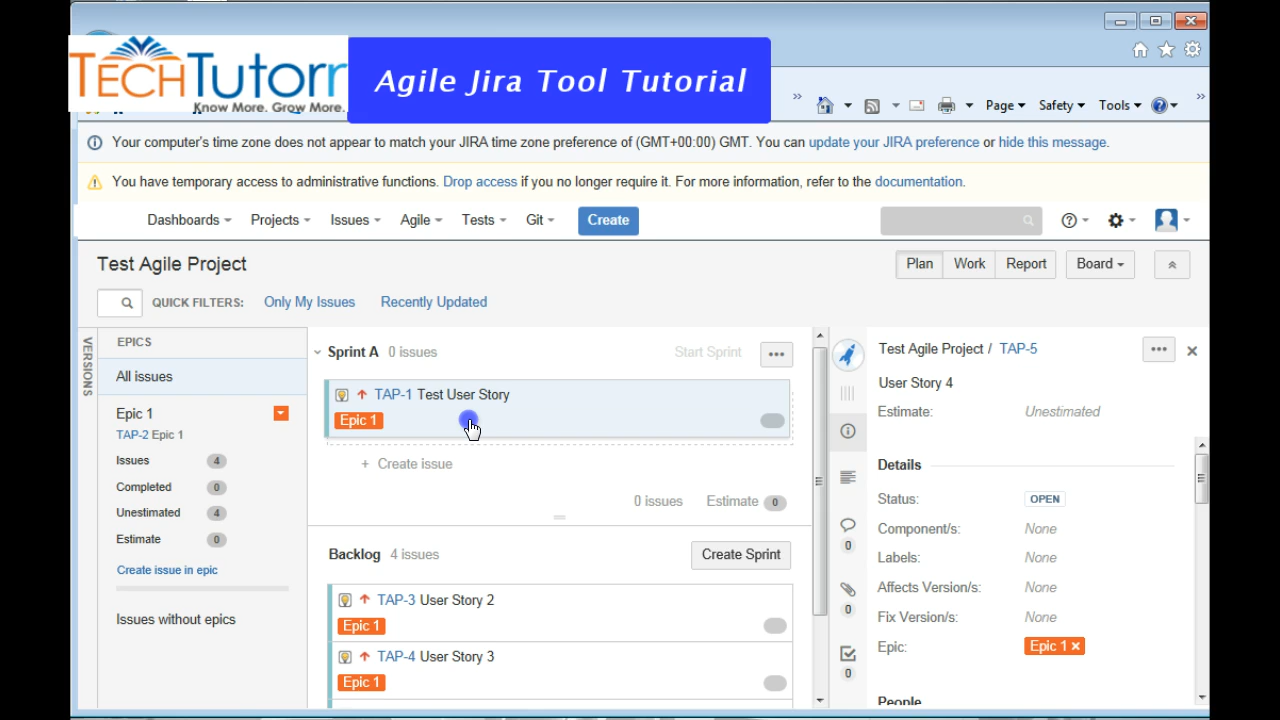 TECHTutorr
Know More. Grow More.
Agile Jira Tool Tutorial
» Page Safety Tools »
Your computer's time zone does not appear to match your JIRA time zone preference of (GMT+00:00) GMT. You can update your JIRA preference or hide this message.
You have temporary access to administrative functions. Drop access if you no longer require it. For more information, refer to the documentation.
Dashboards Projects Issues Agile Tests Git Create
Test Agile Project
Plan Work Report Board
QUICK FILTERS: Only My Issues Recently Updated
VERSIONS
EPICS
All issues
Epic 1
TAP-2 Epic 1
Issues 4
Completed 0
Unestimated 4
Estimate 0
Create issue in epic
Issues without epics
Sprint A 0 issues Start Sprint •••
TAP-1 Test User Story
Epic 1
+ Create issue
0 issues Estimate 0
Backlog 4 issues Create Sprint
TAP-3 User Story 2
Epic 1
TAP-4 User Story 3
Epic 1
0
0
0
Test Agile Project / TAP-5 •••
User Story 4
Estimate: Unestimated
Details
Status: OPEN
Component/s: None
Labels: None
Affects Version/s: None
Fix Version/s: None
Epic: Epic 1 ×
People